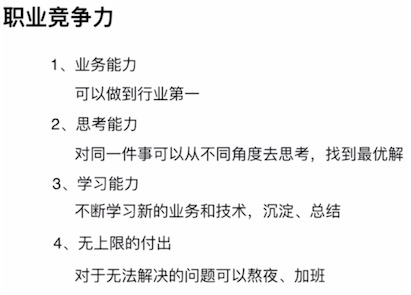 职业竞争力
1、业务能力
可以做到行业第一
2、思考能力
对同一件事可以从不同角度去思考，找到最优解
3、学习能力
不断学习新的业务和技术，沉淀、总结
4、无上限的付出
对于无法解决的问题可以熬夜、加班